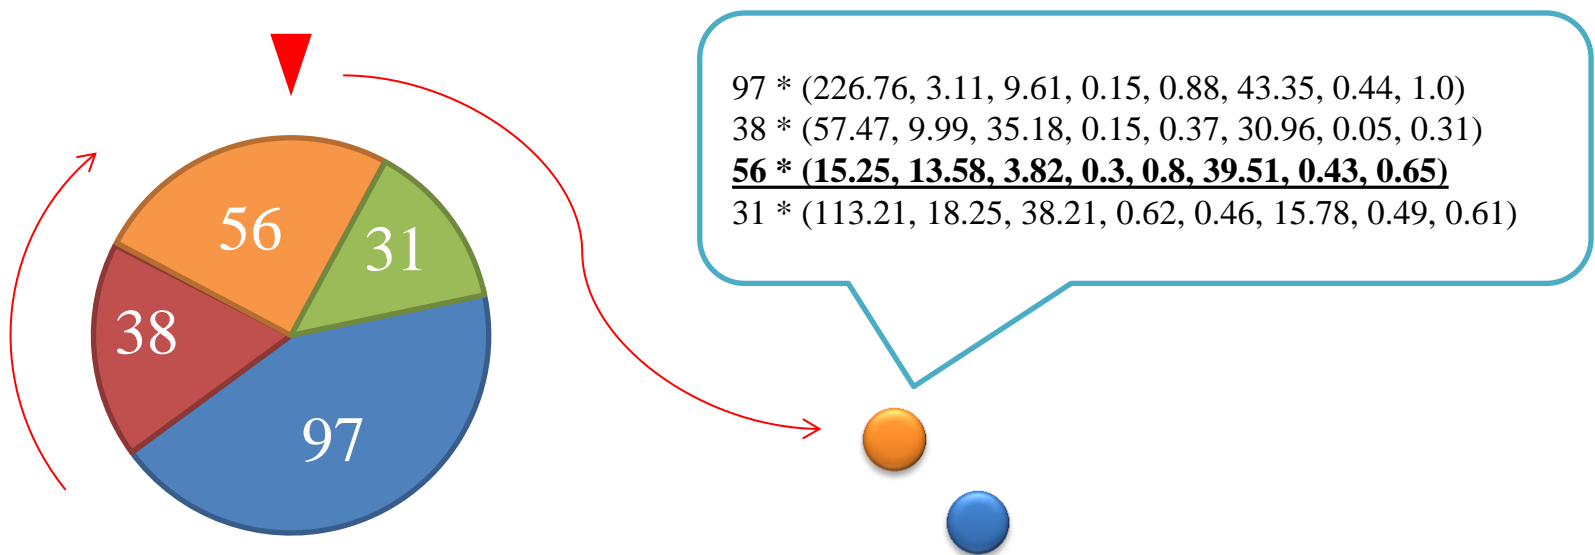 56
31
38
97
97 * (226.76, 3.11, 9.61, 0.15, 0.88, 43.35, 0.44, 1.0)
38 * (57.47, 9.99, 35.18, 0.15, 0.37, 30.96, 0.05, 0.31)
56 * (15.25, 13.58, 3.82, 0.3, 0.8, 39.51, 0.43, 0.65)
31 * (113.21, 18.25, 38.21, 0.62, 0.46, 15.78, 0.49, 0.61)